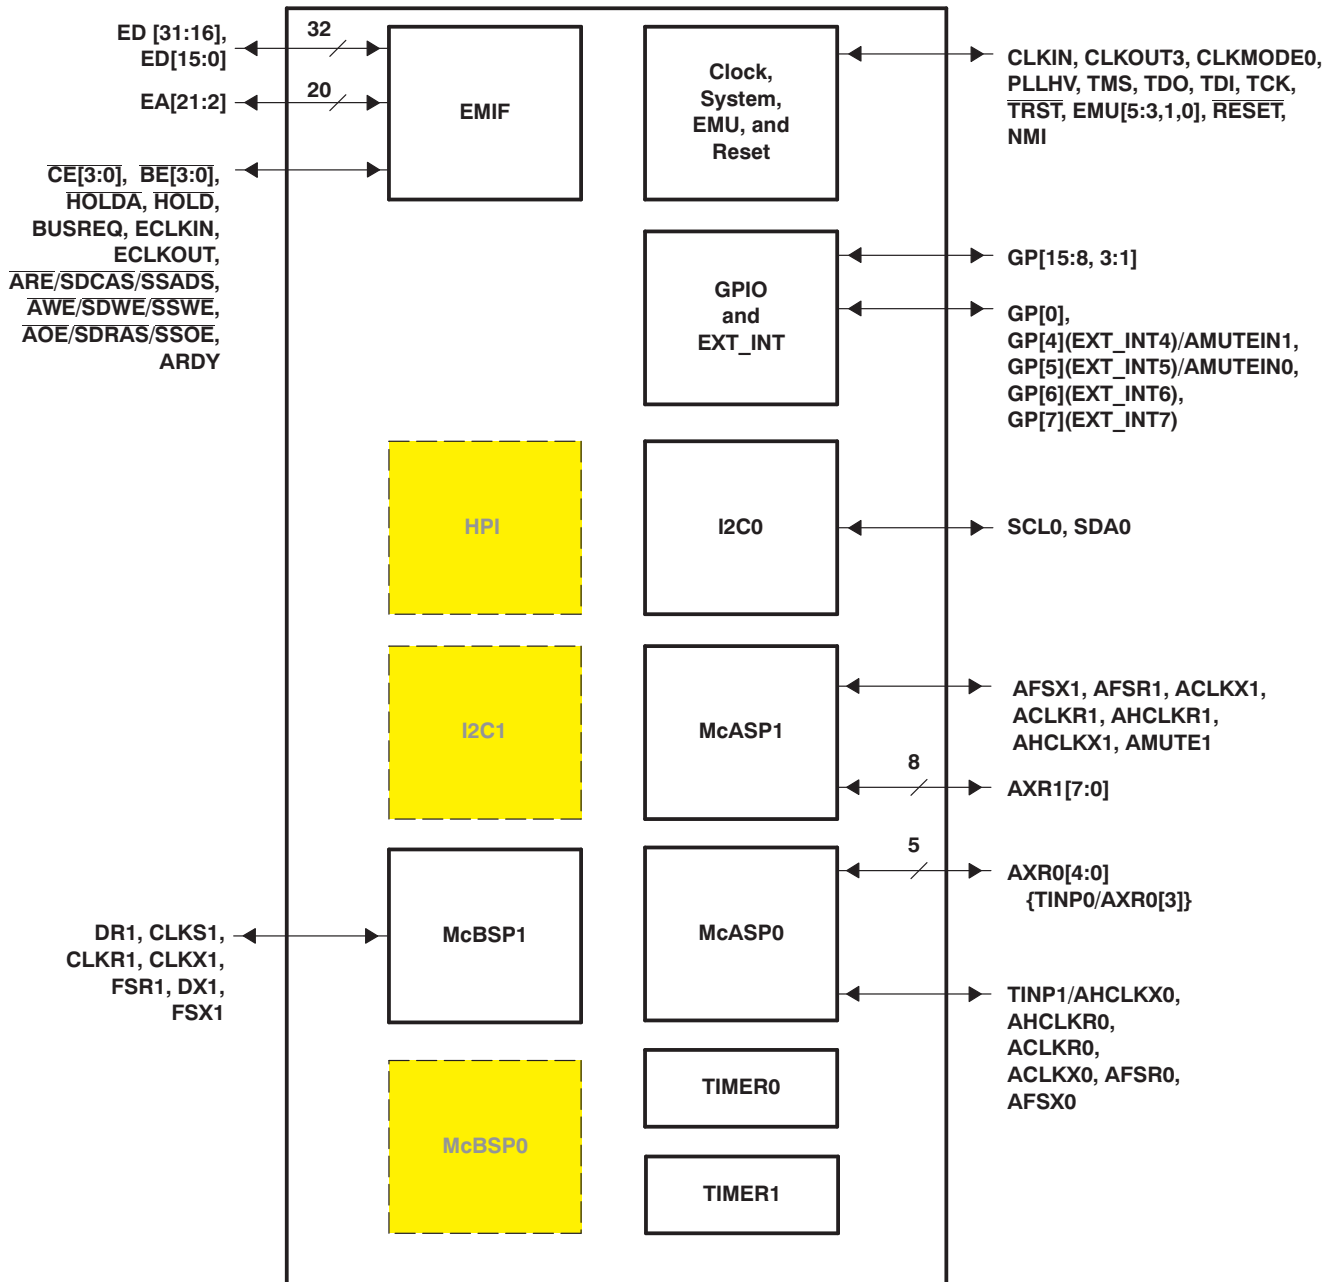 ED [31:16],
ED[15:0]
32
EA[21:2]
20
EMIF
CE[3:0], BE[3:0],
HOLDA, HOLD,
BUSREQ, ECLKIN,
ECLKOUT,
ARE/SDCAS/SSADS,
AWE/SDWE/SSWE,
AOE/SDRAS/SSOE,
ARDY
Clock,
System,
EMU, and
Reset
CLKIN, CLKOUT3, CLKMODE0,
PLLHV, TMS, TDO, TDI, TCK,
TRST, EMU[5:3,1,0], RESET,
NMI
GPIO
and
EXT_INT
GP[15:8, 3:1]
GP[0],
GP[4](EXT_INT4)/AMUTEIN1,
GP[5](EXT_INT5)/AMUTEIN0,
GP[6](EXT_INT6),
GP[7](EXT_INT7)
HPI
I2C0
SCL0, SDA0
I2C1
McASP1
AFSX1, AFSR1, ACLKX1,
ACLKR1, AHCLKR1,
AHCLKX1, AMUTE1
8
AXR1[7:0]
DR1, CLKS1,
CLKR1, CLKX1,
FSR1, DX1,
FSX1
McBSP1
McASP0
5
AXR0[4:0]
{TINP0/AXR0[3]}
TINP1/AHCLKX0,
AHCLKR0,
ACLKR0,
ACLKX0, AFSR0,
AFSX0
McBSP0
TIMER0
TIMER1